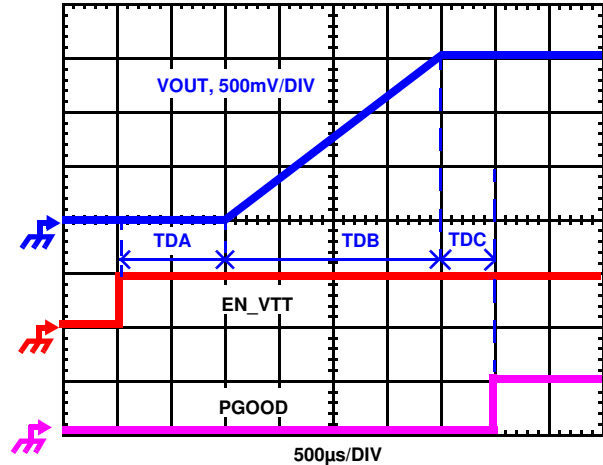 VOUT, 500mV/DIV
TDA
TDB
TDC
EN_VTT
PGOOD
500µs/DIV